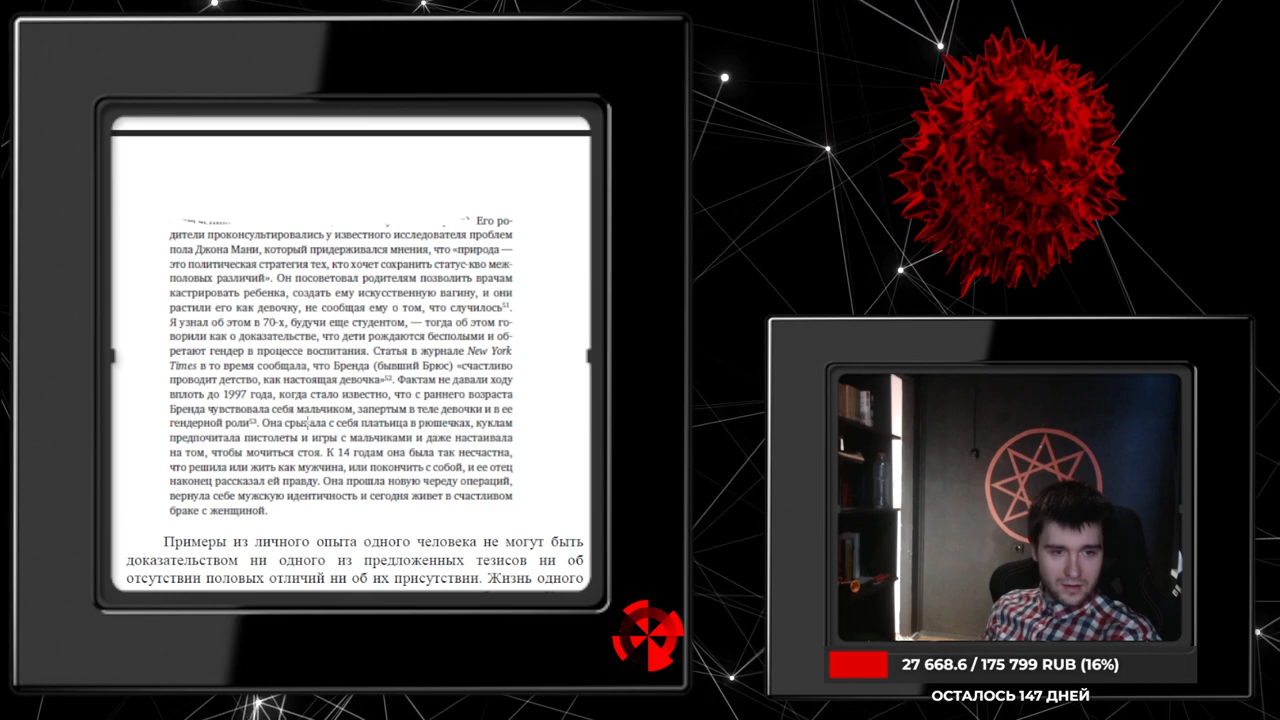 Его ро-
дители проконсультировались у известного исследователя проблем
пола Джона Мани, который придерживался мнения, что «природа —
это политическая стратегия тех, кто хочет сохранить статус-кво меж-
половых различий». Он посоветовал родителям позволить врачам
кастрировать ребенка, создать ему искусственную вагину, и они
растили его как девочку, не сообщая ему о том, что случилось⁵¹.
Я узнал об этом в 70-х, будучи еще студентом, — тогда об этом го-
ворили как о доказательстве, что дети рождаются бесполыми и об-
ретают гендер в процессе воспитания. Статья в журнале New York
Times в то время сообщала, что Бренда (бывший Брюс) «счастливо
проводит детство, как настоящая девочка»⁵². Фактам не давали ходу
вплоть до 1997 года, когда стало известно, что с раннего возраста
Бренда чувствовала себя мальчиком, запертым в теле девочки и в ее
гендерной роли⁵³. Она срывала с себя платьица в рюшечках, куклам
предпочитала пистолеты и игры с мальчиками и даже настаивала
на том, чтобы мочиться стоя. К 14 годам она была так несчастна,
что решила или жить как мужчина, или покончить с собой, и ее отец
наконец рассказал ей правду. Она прошла новую череду операций,
вернула себе мужскую идентичность и сегодня живет в счастливом
браке с женщиной.
Примеры из личного опыта одного человека не могут быть
доказательством ни одного из предложенных тезисов ни об
отсутствии половых отличий ни об их присутствии. Жизнь одного
27 668.6 / 175 799 RUB (16%)
ОСТАЛОСЬ 147 ДНЕЙ